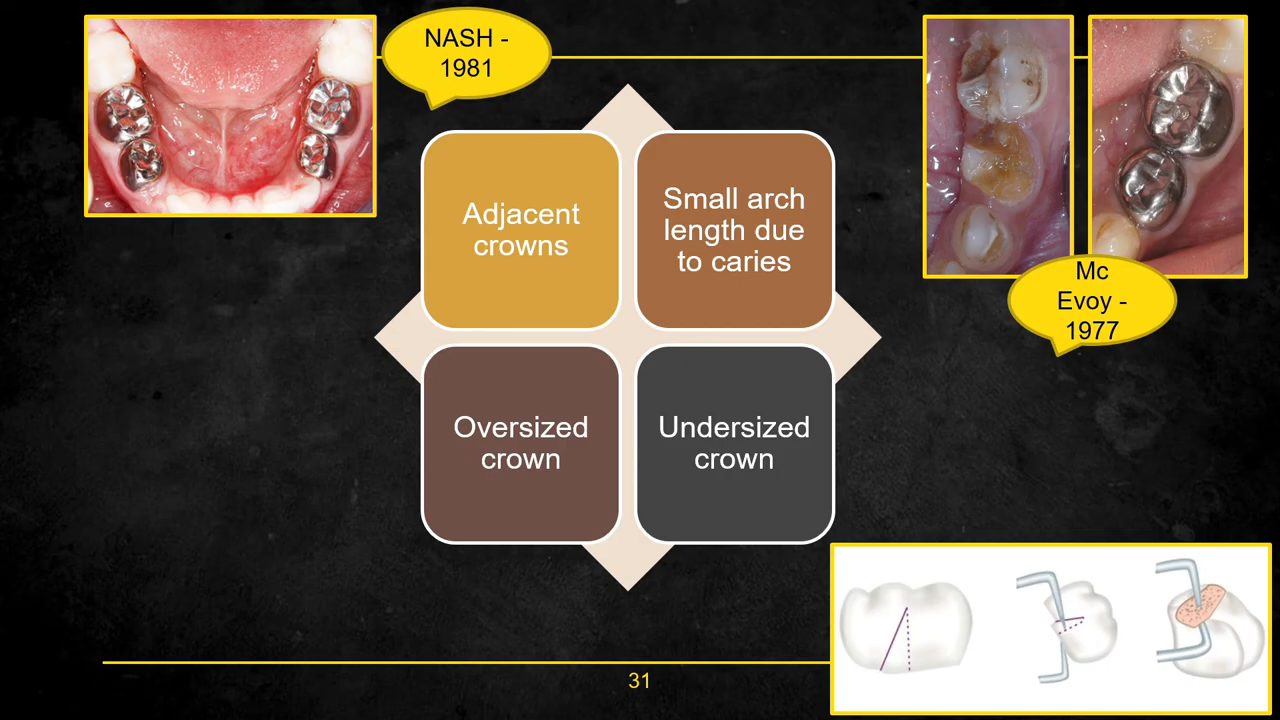 NASH -
1981
Adjacent
crowns
Small arch
length due
to caries
Mc
Evoy -
1977
Oversized
crown
Undersized
crown
31